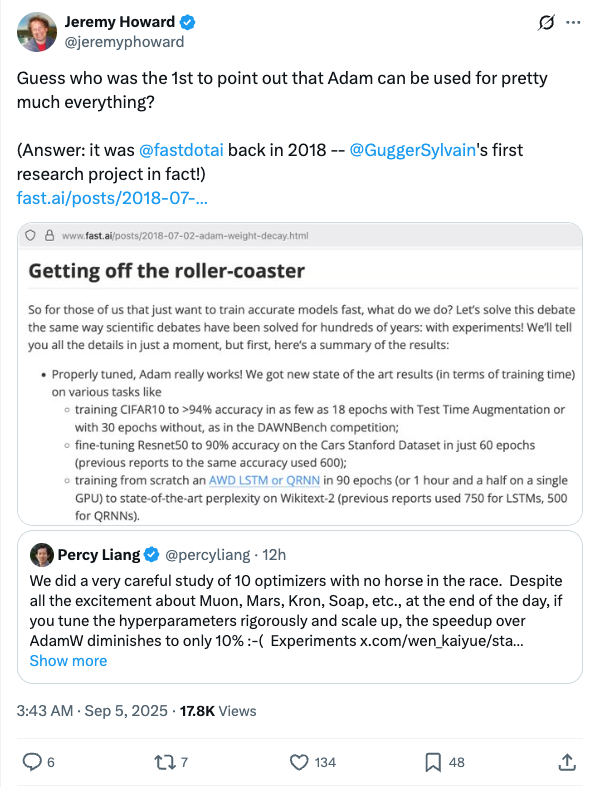 Jeremy Howard
@jeremyphoward
Guess who was the 1st to point out that Adam can be used for pretty
much everything?
(Answer: it was @fastdotai back in 2018 -- @GuggerSylvain's first
research project in fact!)
fast.ai/posts/2018-07-...
www.fast.ai/posts/2018-07-02-adam-weight-decay.html
Getting off the roller-coaster
So for those of us that just want to train accurate models fast, what do we do? Let's solve this debate
the same way scientific debates have been solved for hundreds of years: with experiments! We'll tell
you all the details in just a moment, but first, here's a summary of the results:
• Properly tuned, Adam really works! We got new state of the art results (in terms of training time)
on various tasks like
◦ training CIFAR10 to >94% accuracy in as few as 18 epochs with Test Time Augmentation or
with 30 epochs without, as in the DAWNBench competition;
◦ fine-tuning Resnet50 to 90% accuracy on the Cars Stanford Dataset in just 60 epochs
(previous reports to the same accuracy used 600);
◦ training from scratch an AWD LSTM or QRNN in 90 epochs (or 1 hour and a half on a single
GPU) to state-of-the-art perplexity on Wikitext-2 (previous reports used 750 for LSTMs, 500
for QRNNs).
Percy Liang @percyliang · 12h
We did a very careful study of 10 optimizers with no horse in the race. Despite
all the excitement about Muon, Mars, Kron, Soap, etc., at the end of the day, if
you tune the hyperparameters rigorously and scale up, the speedup over
AdamW diminishes to only 10% :-( Experiments x.com/wen_kaiyue/sta...
Show more
3:43 AM · Sep 5, 2025 · 17.8K Views
6 7 134 48